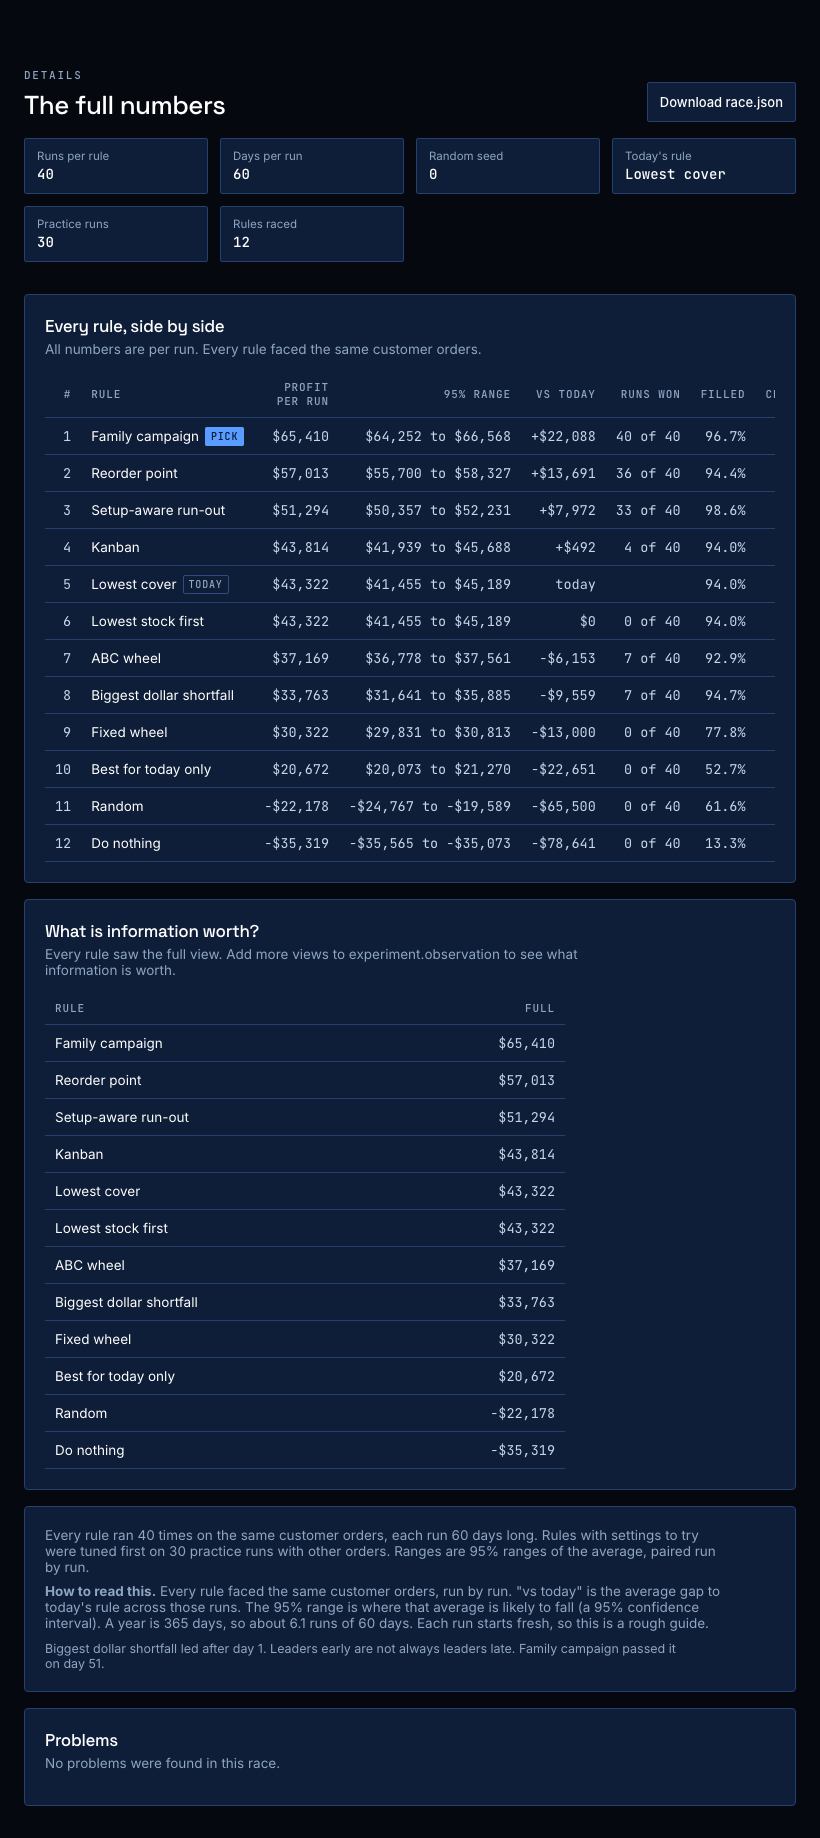 DETAILS
The full numbers
Download race.json
Runs per rule
40
Days per run
60
Random seed
0
Today's rule
Lowest cover
Practice runs
30
Rules raced
12
Every rule, side by side
All numbers are per run. Every rule faced the same customer orders.
# RULE PROFIT PER RUN 95% RANGE VS TODAY RUNS WON FILLED
1 Family campaign PICK $65,410 $64,252 to $66,568 +$22,088 40 of 40 96.7%
2 Reorder point $57,013 $55,700 to $58,327 +$13,691 36 of 40 94.4%
3 Setup-aware run-out $51,294 $50,357 to $52,231 +$7,972 33 of 40 98.6%
4 Kanban $43,814 $41,939 to $45,688 +$492 4 of 40 94.0%
5 Lowest cover TODAY $43,322 $41,455 to $45,189 today 94.0%
6 Lowest stock first $43,322 $41,455 to $45,189 $0 0 of 40 94.0%
7 ABC wheel $37,169 $36,778 to $37,561 -$6,153 7 of 40 92.9%
8 Biggest dollar shortfall $33,763 $31,641 to $35,885 -$9,559 7 of 40 94.7%
9 Fixed wheel $30,322 $29,831 to $30,813 -$13,000 0 of 40 77.8%
10 Best for today only $20,672 $20,073 to $21,270 -$22,651 0 of 40 52.7%
11 Random -$22,178 -$24,767 to -$19,589 -$65,500 0 of 40 61.6%
12 Do nothing -$35,319 -$35,565 to -$35,073 -$78,641 0 of 40 13.3%
What is information worth?
Every rule saw the full view. Add more views to experiment.observation to see what
information is worth.
RULE FULL
Family campaign $65,410
Reorder point $57,013
Setup-aware run-out $51,294
Kanban $43,814
Lowest cover $43,322
Lowest stock first $43,322
ABC wheel $37,169
Biggest dollar shortfall $33,763
Fixed wheel $30,322
Best for today only $20,672
Random -$22,178
Do nothing -$35,319
Every rule ran 40 times on the same customer orders, each run 60 days long. Rules with settings to try
were tuned first on 30 practice runs with other orders. Ranges are 95% ranges of the average, paired run
by run.
How to read this. Every rule faced the same customer orders, run by run. "vs today" is the average gap to
today's rule across those runs. The 95% range is where that average is likely to fall (a 95% confidence
interval). A year is 365 days, so about 6.1 runs of 60 days. Each run starts fresh, so this is a rough guide.
Biggest dollar shortfall led after day 1. Leaders early are not always leaders late. Family campaign passed it
on day 51.
Problems
No problems were found in this race.